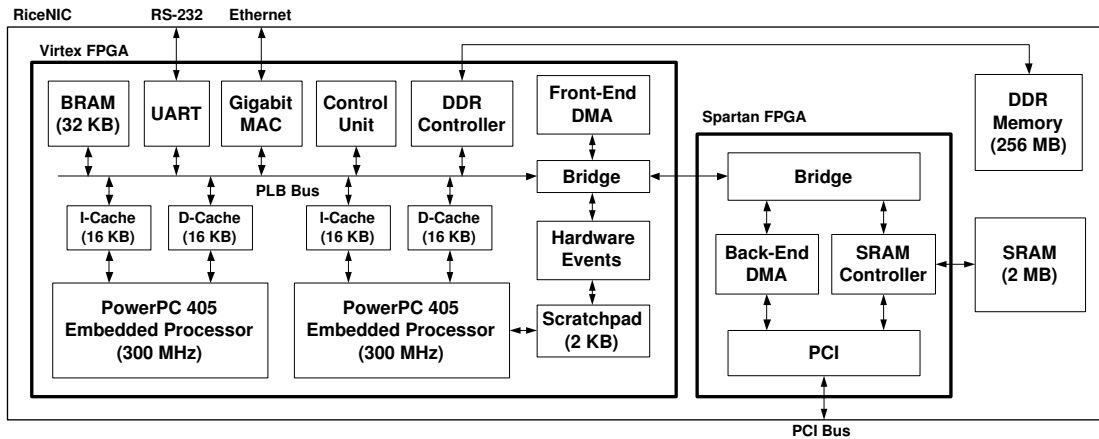 RiceNIC
RS-232
Ethernet
Virtex FPGA
BRAM
(32 KB)
UART
Gigabit
MAC
Control
Unit
DDR
Controller
Front-End
DMA
Spartan FPGA
DDR
Memory
(256 MB)
PLB Bus
Bridge
Bridge
I-Cache
(16 KB)
D-Cache
(16 KB)
I-Cache
(16 KB)
D-Cache
(16 KB)
Hardware
Events
Back-End
DMA
SRAM
Controller
SRAM
(2 MB)
PowerPC 405
Embedded Processor
(300 MHz)
PowerPC 405
Embedded Processor
(300 MHz)
Scratchpad
(2 KB)
PCI
PCI Bus